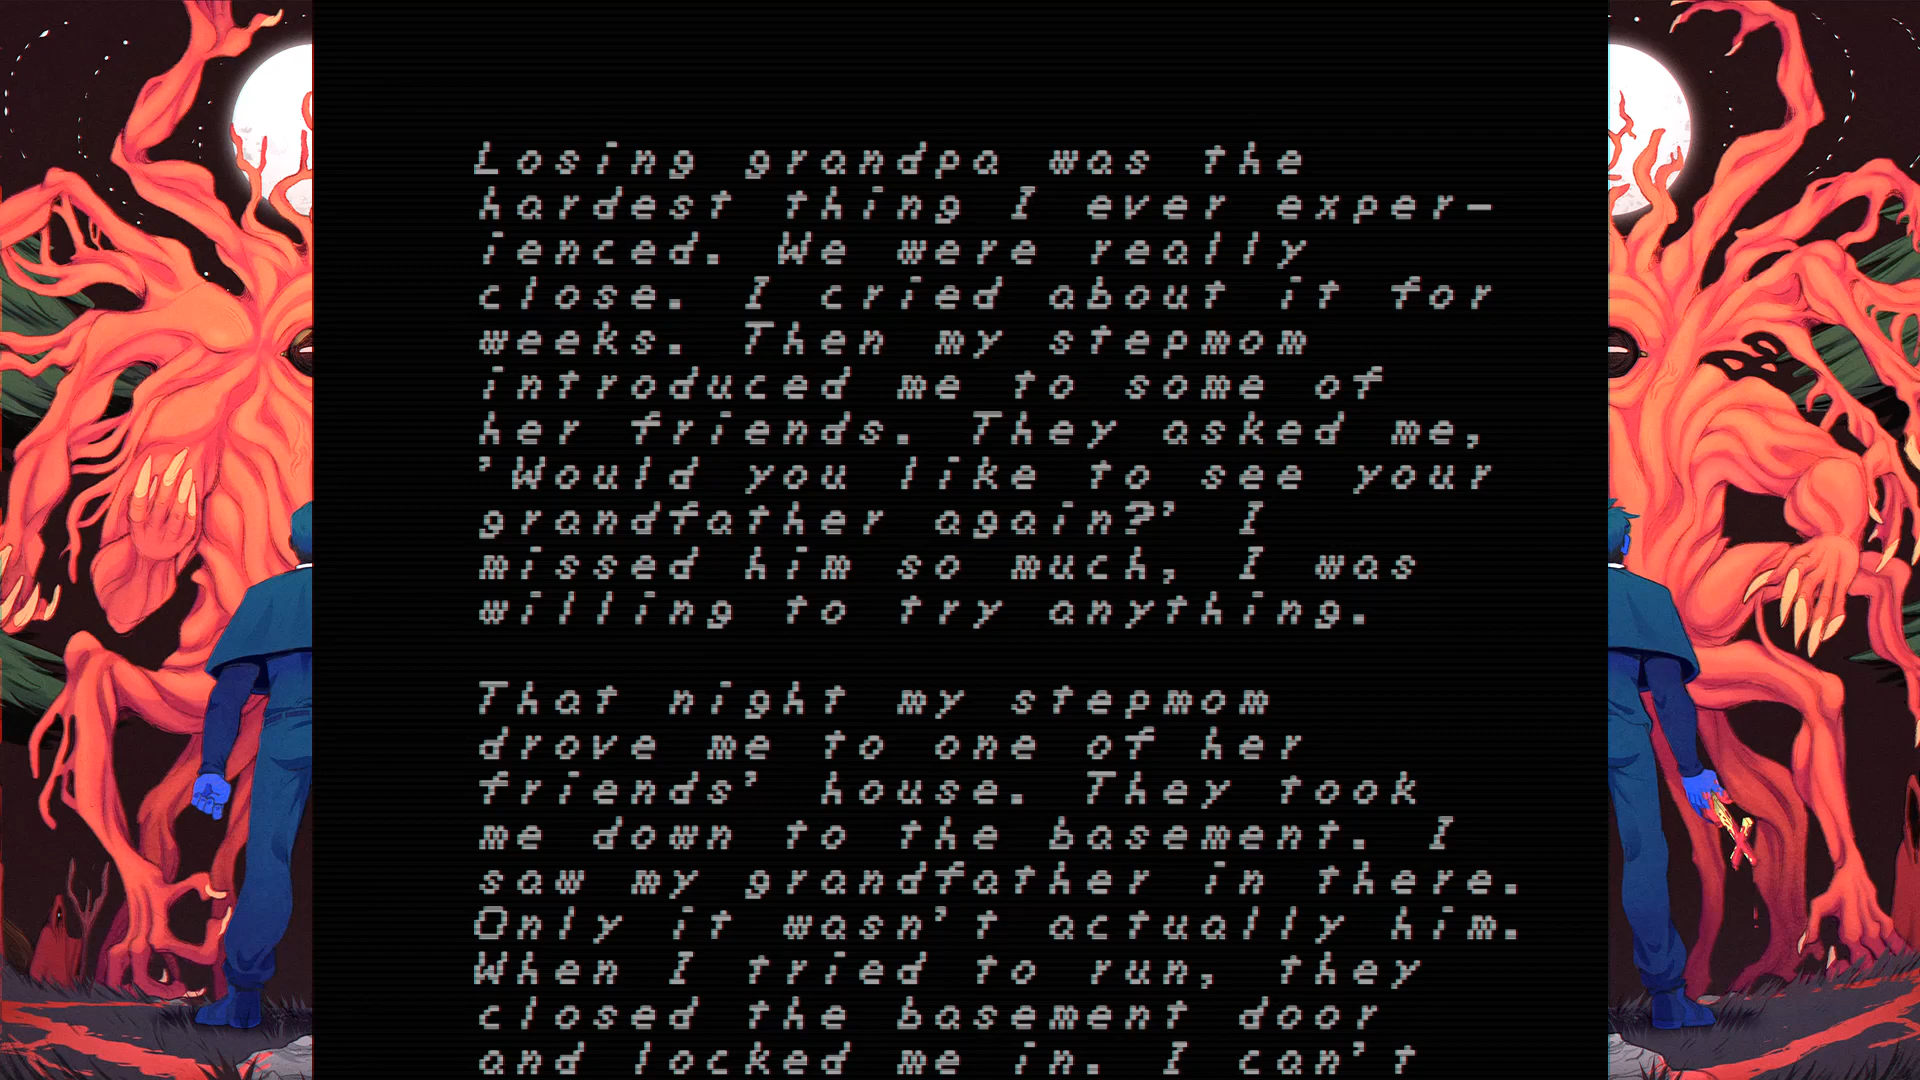 Losing grandpa was the
hardest thing I ever exper-
ienced. We were really
close. I cried about it for
weeks. Then my stepmom
introduced me to some of
her friends. They asked me,
'Would you like to see your
grandfather again?' I
missed him so much, I was
willing to try anything.
That night my stepmom
drove me to one of her
friends' house. They took
me down to the basement. I
saw my grandfather in there.
Only it wasn't actually him.
When I tried to run, they
closed the basement door
and locked me in. I can't